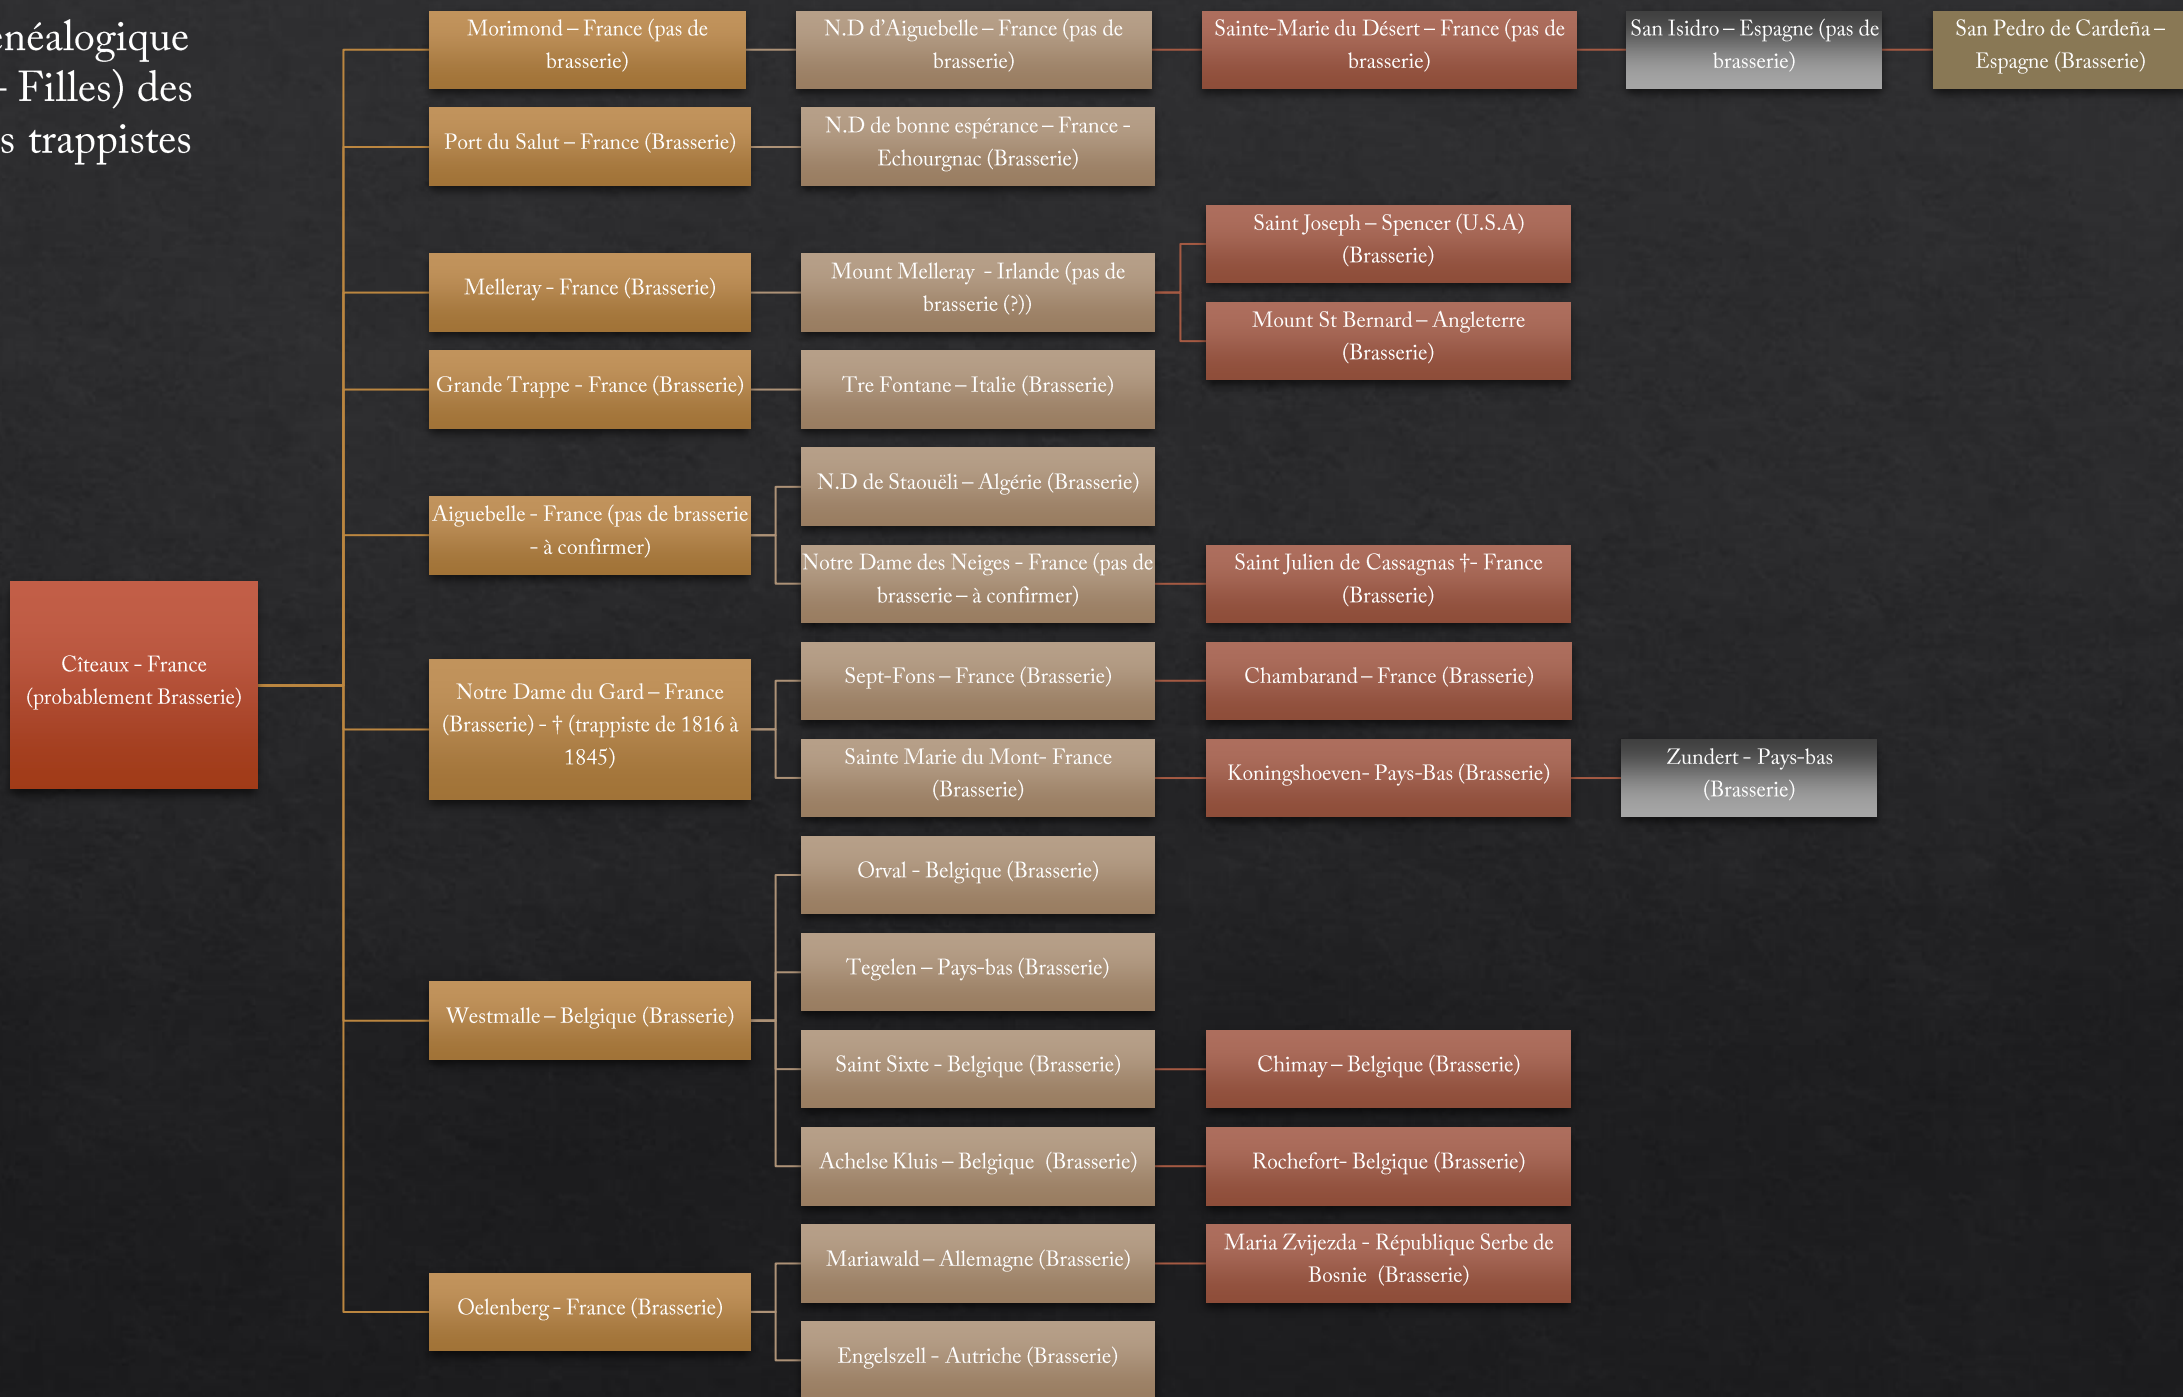 énéalogique
- Filles) des
s trappistes
Morimond – France (pas de
brasserie)
N.D d'Aiguebelle – France (pas de
brasserie)
Sainte-Marie du Désert – France (pas de
brasserie)
San Isidro – Espagne (pas de
brasserie)
San Pedro de Cardeña –
Espagne (Brasserie)
Port du Salut – France (Brasserie)
N.D de bonne espérance – France -
Echourgnac (Brasserie)
Melleray - France (Brasserie)
Mount Melleray - Irlande (pas de
brasserie (?))
Saint Joseph – Spencer (U.S.A)
(Brasserie)
Mount St Bernard – Angleterre
(Brasserie)
Grande Trappe - France (Brasserie)
Tre Fontane – Italie (Brasserie)
Aiguebelle - France (pas de brasserie
- à confirmer)
N.D de Staouëli – Algérie (Brasserie)
Notre Dame des Neiges - France (pas de
brasserie – à confirmer)
Saint Julien de Cassagnas †- France
(Brasserie)
Cîteaux - France
(probablement Brasserie)
Notre Dame du Gard – France
(Brasserie) - † (trappiste de 1816 à
1845)
Sept-Fons – France (Brasserie)
Chambarand – France (Brasserie)
Sainte Marie du Mont- France
(Brasserie)
Koningshoeven- Pays-Bas (Brasserie)
Zundert - Pays-bas
(Brasserie)
Westmalle – Belgique (Brasserie)
Orval - Belgique (Brasserie)
Tegelen – Pays-bas (Brasserie)
Saint Sixte - Belgique (Brasserie)
Chimay – Belgique (Brasserie)
Achelse Kluis – Belgique (Brasserie)
Rochefort- Belgique (Brasserie)
Oelenberg - France (Brasserie)
Mariawald – Allemagne (Brasserie)
Maria Zvijezda - République Serbe de
Bosnie (Brasserie)
Engelszell - Autriche (Brasserie)